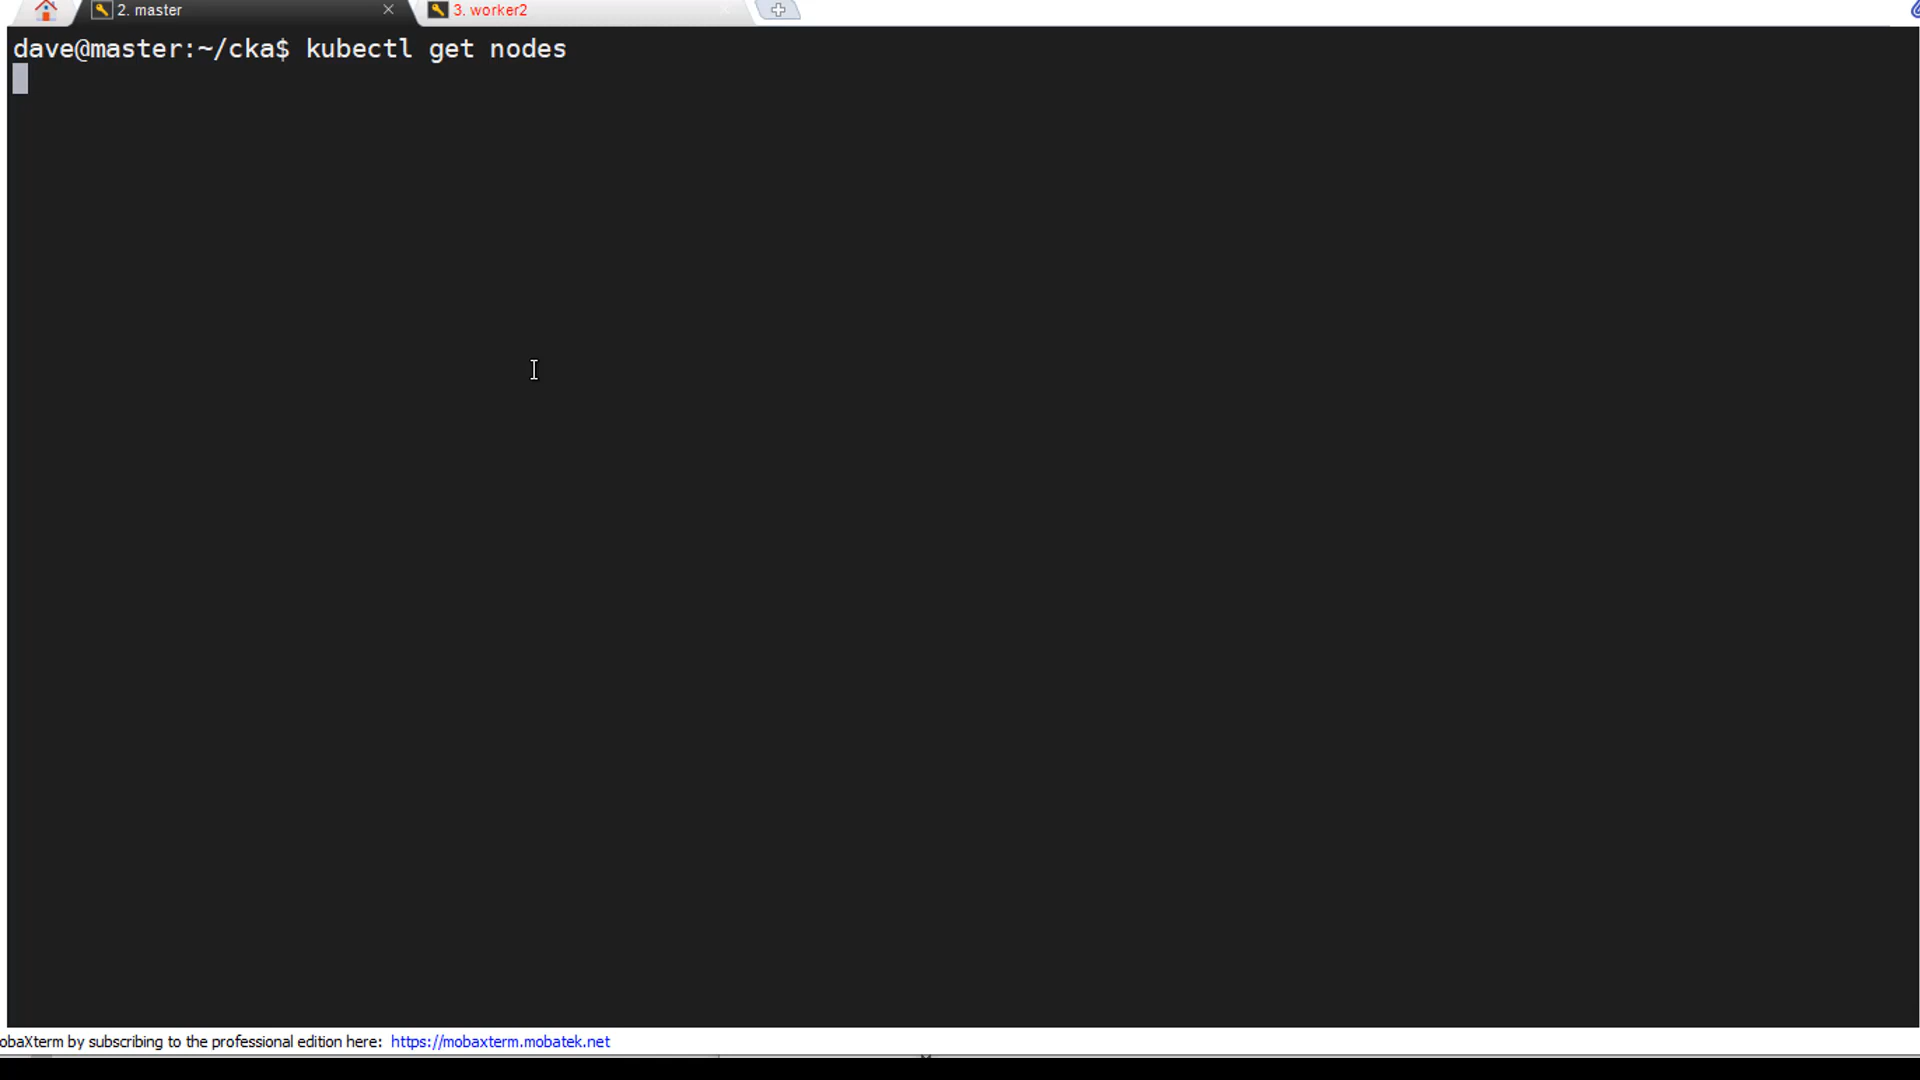 2. master
3. worker2
dave@master:~/cka$ kubectl get nodes
obaXterm by subscribing to the professional edition here: https://mobaxterm.mobatek.net